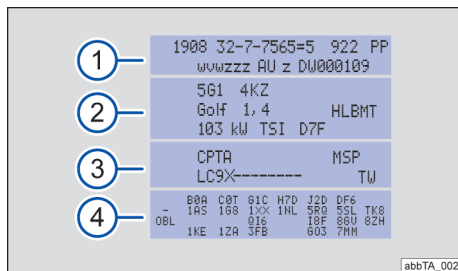 1908 32-7-7565=5 922 PP
wvwzzz AU z DW000109
5G1 4KZ
Golf 1,4 HLBMT
103 kW TSI D7F
CPTA MSP
LC9X-------- TW
B0A C0T G1C H7D J2D DF6
- 1AS 1G8 1XX 1NL 5RQ 5SL TK8
0BL QI6 I8F 8GV 8ZH
1KE 1ZA 3FB G03 7MM
1
2
3
4
abbTA_002